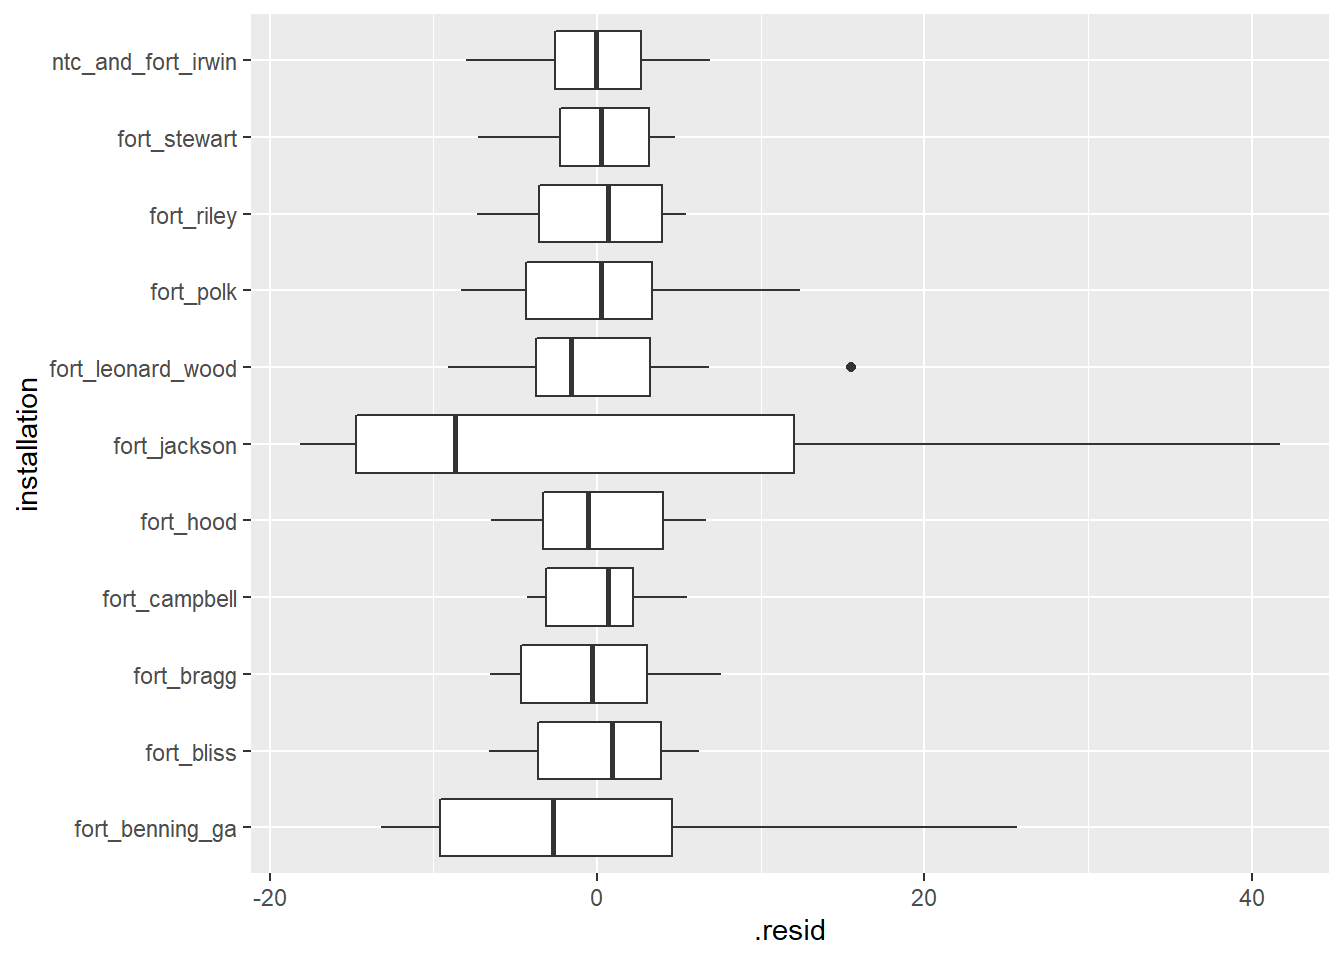 ntc_and_fort_irwin
fort_stewart
fort_riley
fort_polk
fort_leonard_wood
fort_jackson
fort_hood
fort_campbell
fort_bragg
fort_bliss
fort_benning_ga
installation
-20 0 20 40
.resid